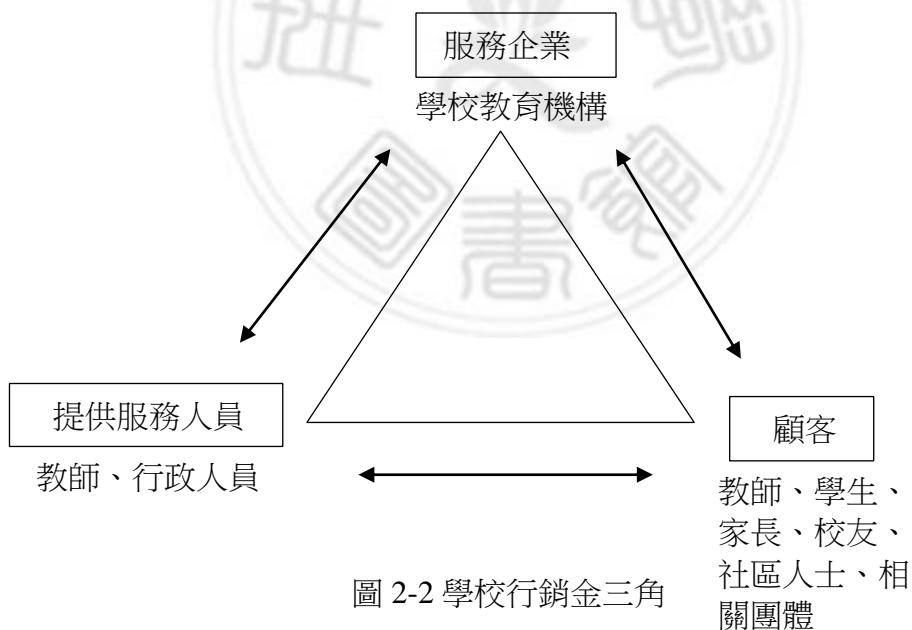 服務企業
學校教育機構
圖 書
提供服務人員
教師、行政人員
顧客
教師、學生、
家長、校友、
社區人士、相
關團體
圖 2-2 學校行銷金三角